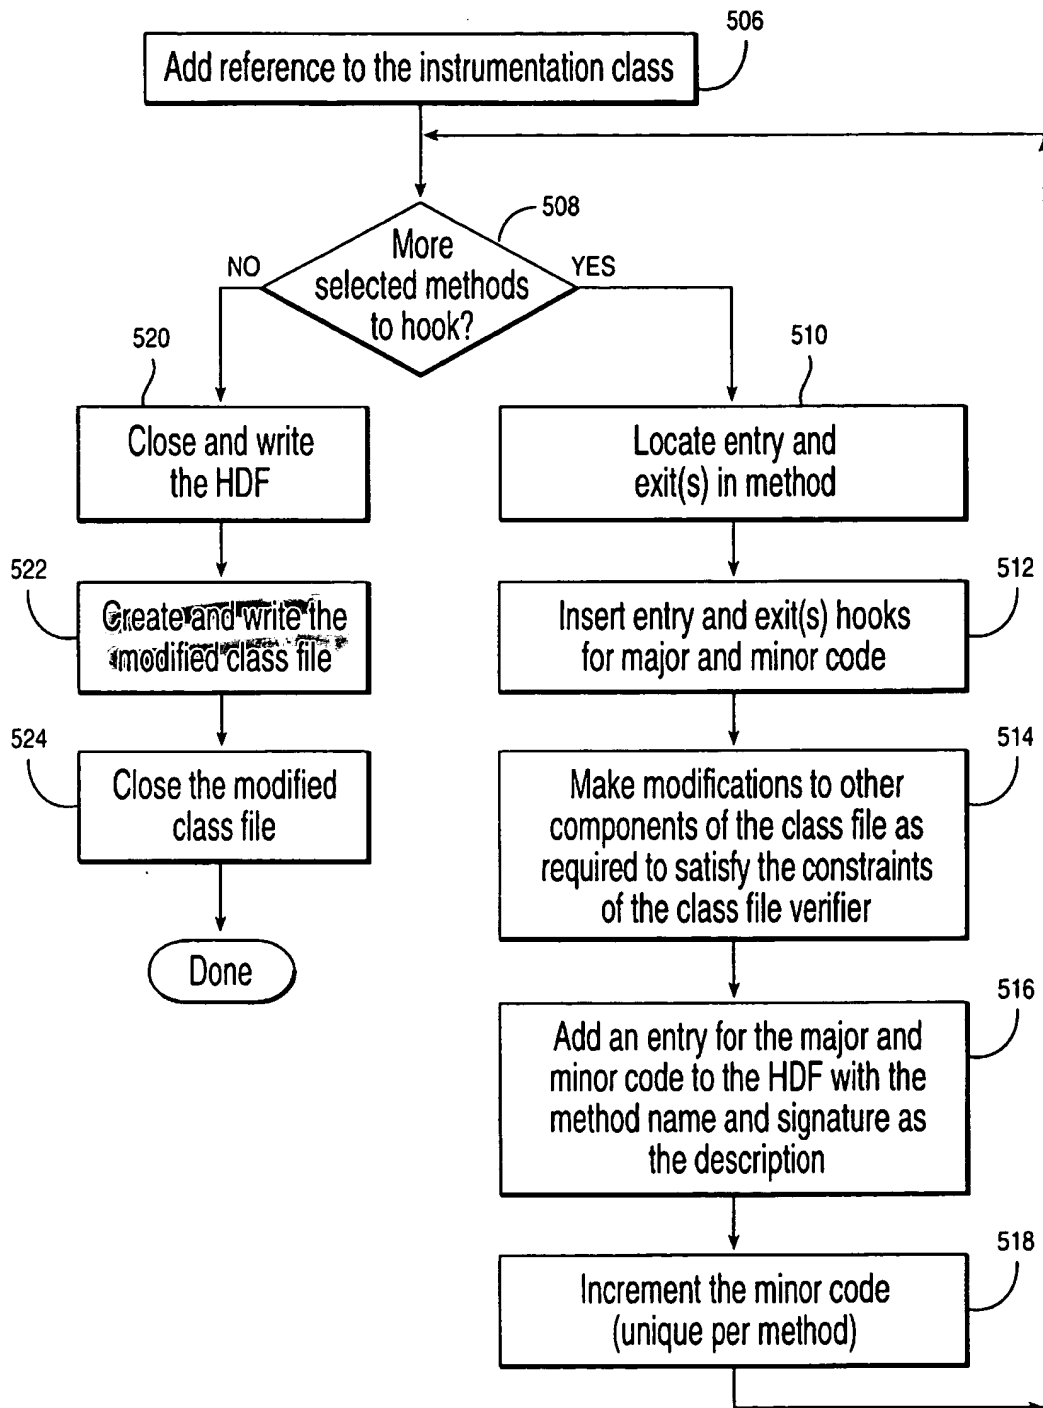 506
Add reference to the instrumentation class
508
More
selected methods
to hook?
NO
YES
520
Close and write
the HDF
510
Locate entry and
exit(s) in method
522
Create and write the
modified class file
512
Insert entry and exit(s) hooks
for major and minor code
524
Close the modified
class file
514
Make modifications to other
components of the class file as
required to satisfy the constraints
of the class file verifier
Done
516
Add an entry for the major and
minor code to the HDF with the
method name and signature as
the description
518
Increment the minor code
(unique per method)